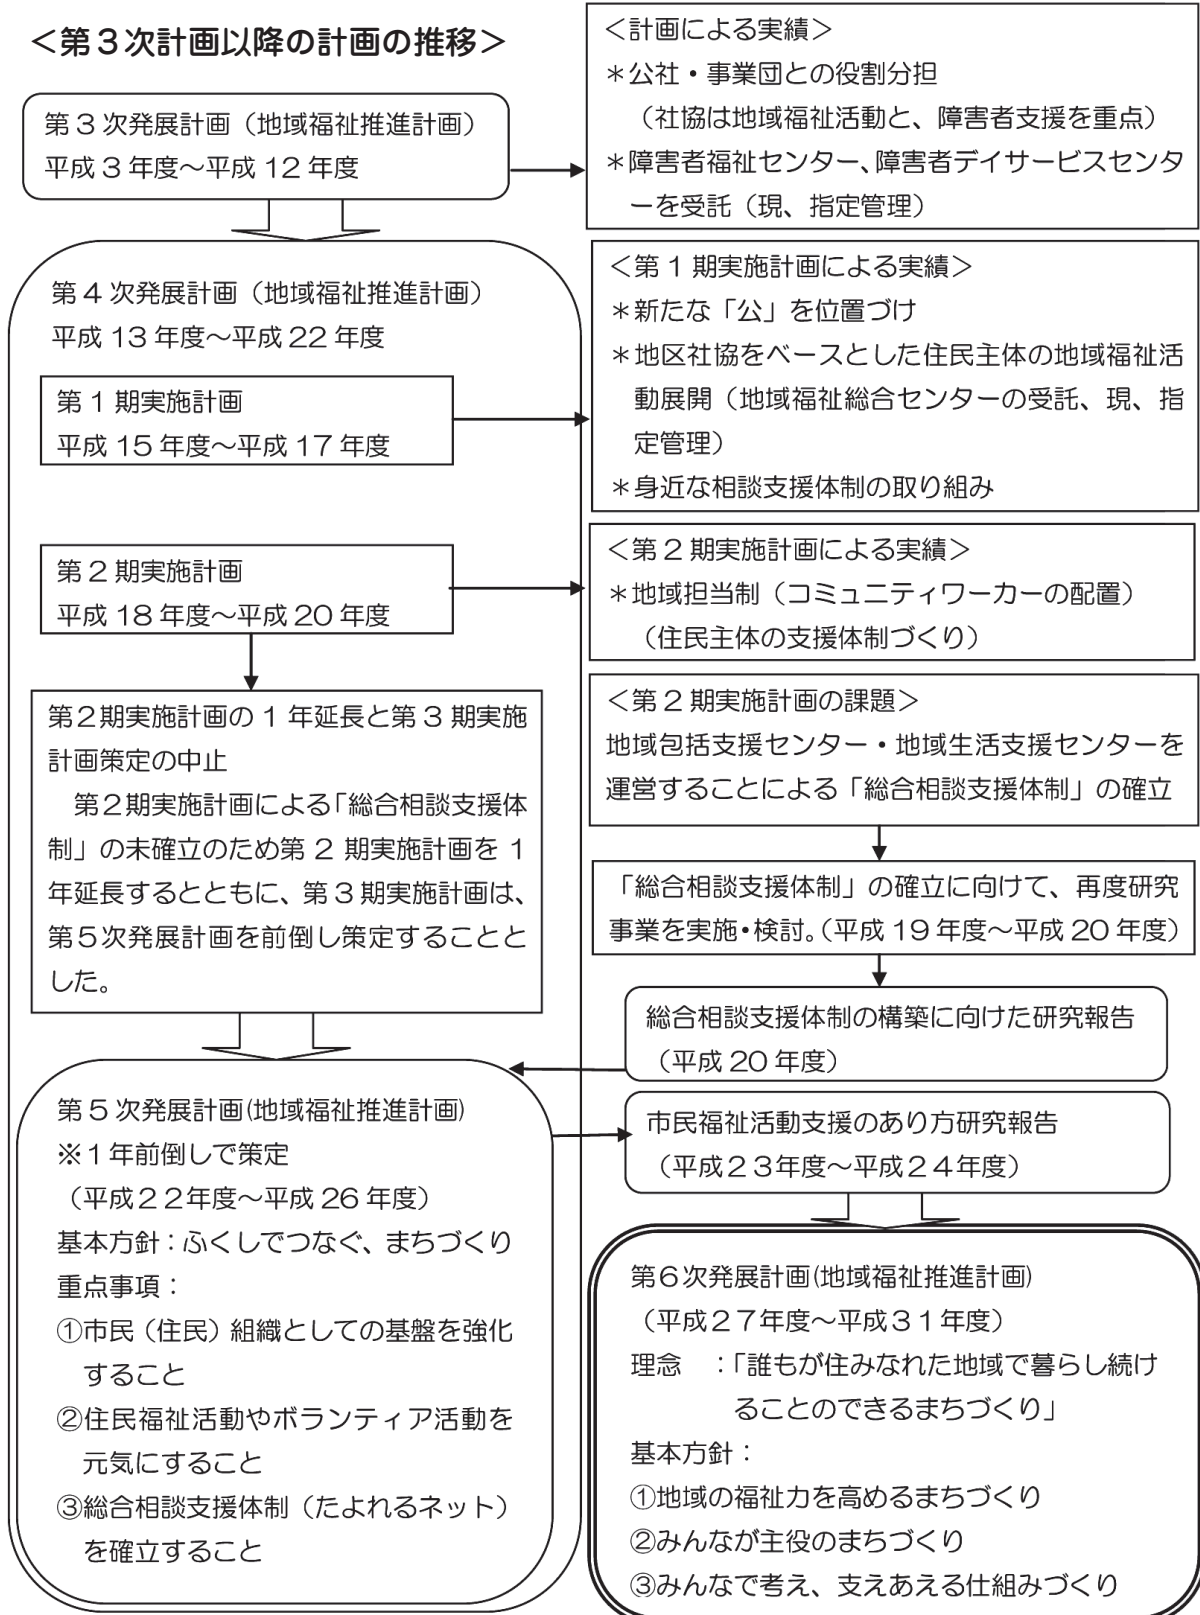 ＜第３次計画以降の計画の推移＞
第３次発展計画（地域福祉推進計画）
平成３年度～平成12年度
＜計画による実績＞
＊公社・事業団との役割分担
（社協は地域福祉活動と、障害者支援を重点）
＊障害者福祉センター、障害者デイサービスセンタ
ーを受託（現、指定管理）
第４次発展計画（地域福祉推進計画）
平成13年度～平成22年度
第１期実施計画
平成15年度～平成17年度
＜第１期実施計画による実績＞
＊新たな「公」を位置づけ
＊地区社協をベースとした住民主体の地域福祉活
動展開（地域福祉総合センターの受託、現、指
定管理）
＊身近な相談支援体制の取り組み
第２期実施計画
平成18年度～平成20年度
＜第２期実施計画による実績＞
＊地域担当制（コミュニティワーカーの配置）
（住民主体の支援体制づくり）
第２期実施計画の１年延長と第３期実施
計画策定の中止
第２期実施計画による「総合相談支援体
制」の未確立のため第２期実施計画を１
年延長するとともに、第３期実施計画は、
第５次発展計画を前倒し策定することと
した。
＜第２期実施計画の課題＞
地域包括支援センター・地域生活支援センターを
運営することによる「総合相談支援体制」の確立
「総合相談支援体制」の確立に向けて、再度研究
事業を実施・検討。（平成19年度～平成20年度）
総合相談支援体制の構築に向けた研究報告
（平成20年度）
第５次発展計画(地域福祉推進計画)
※１年前倒しで策定
（平成２２年度～平成26年度）
基本方針：ふくしでつなぐ、まちづくり
重点事項：
①市民（住民）組織としての基盤を強化
すること
②住民福祉活動やボランティア活動を
元気にすること
③総合相談支援体制（たよれるネット）
を確立すること
市民福祉活動支援のあり方研究報告
（平成２３年度～平成２４年度）
第６次発展計画(地域福祉推進計画)
（平成２７年度～平成３１年度）
理念　：「誰もが住みなれた地域で暮らし続け
ることのできるまちづくり」
基本方針：
①地域の福祉力を高めるまちづくり
②みんなが主役のまちづくり
③みんなで考え、支えあえる仕組みづくり